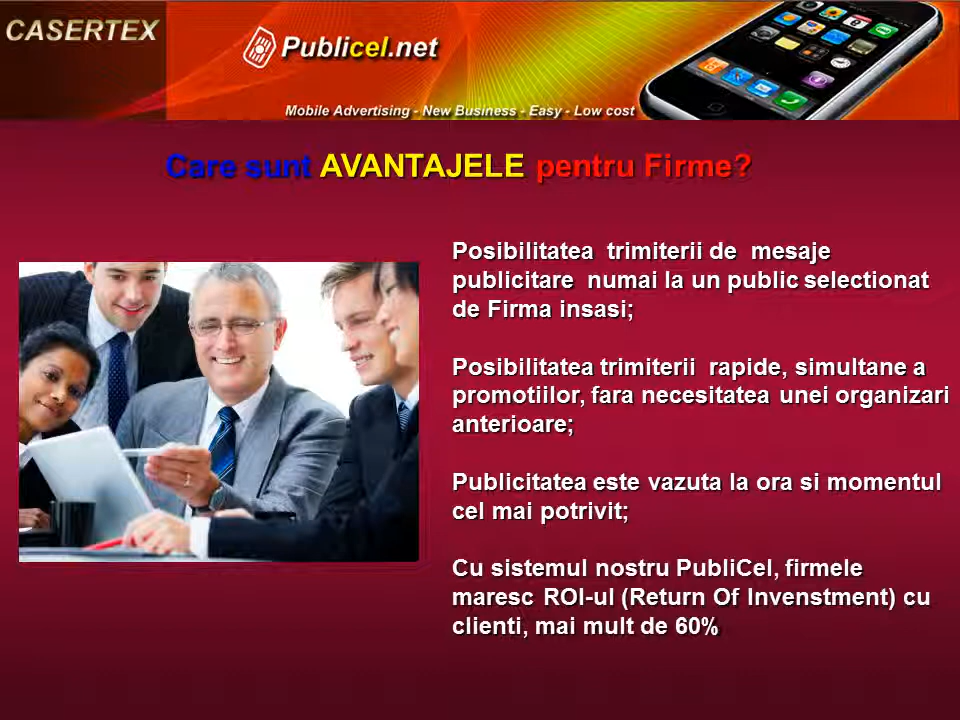 CASERTEX
Publicel.net
Mobile Advertising - New Business - Easy - Low cost
Care sunt AVANTAJELE pentru Firme?
Posibilitatea trimiterii de mesaje
publicitare numai la un public selectionat
de Firma insasi;
Posibilitatea trimiterii rapide, simultane a
promotiilor, fara necesitatea unei organizari
anterioare;
Publicitatea este vazuta la ora si momentul
cel mai potrivit;
Cu sistemul nostru PubliCel, firmele
maresc ROI-ul (Return Of Invenstment) cu
clienti, mai mult de 60%